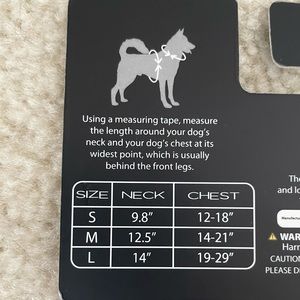 Using a measuring tape, measure
the length around your dog's
neck and your dog's chest at its
widest point, which is usually
behind the front legs.
SIZE NECK CHEST
S 9.8" 12-18"
M 12.5" 14-21"
L 14" 19-29"
The
and lo
Manufactur
WAR
Harn
CAUTION
PLEASE D